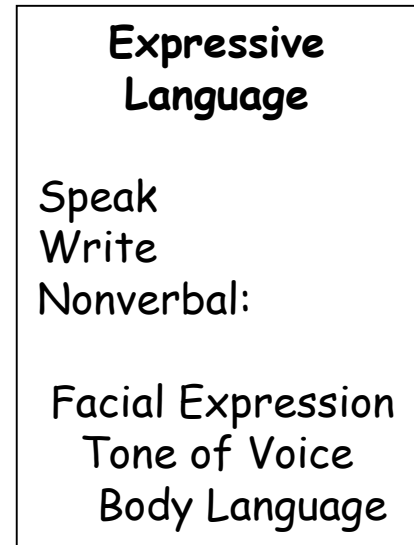 Expressive
Language
Speak
Write
Nonverbal:
Facial Expression
Tone of Voice
Body Language